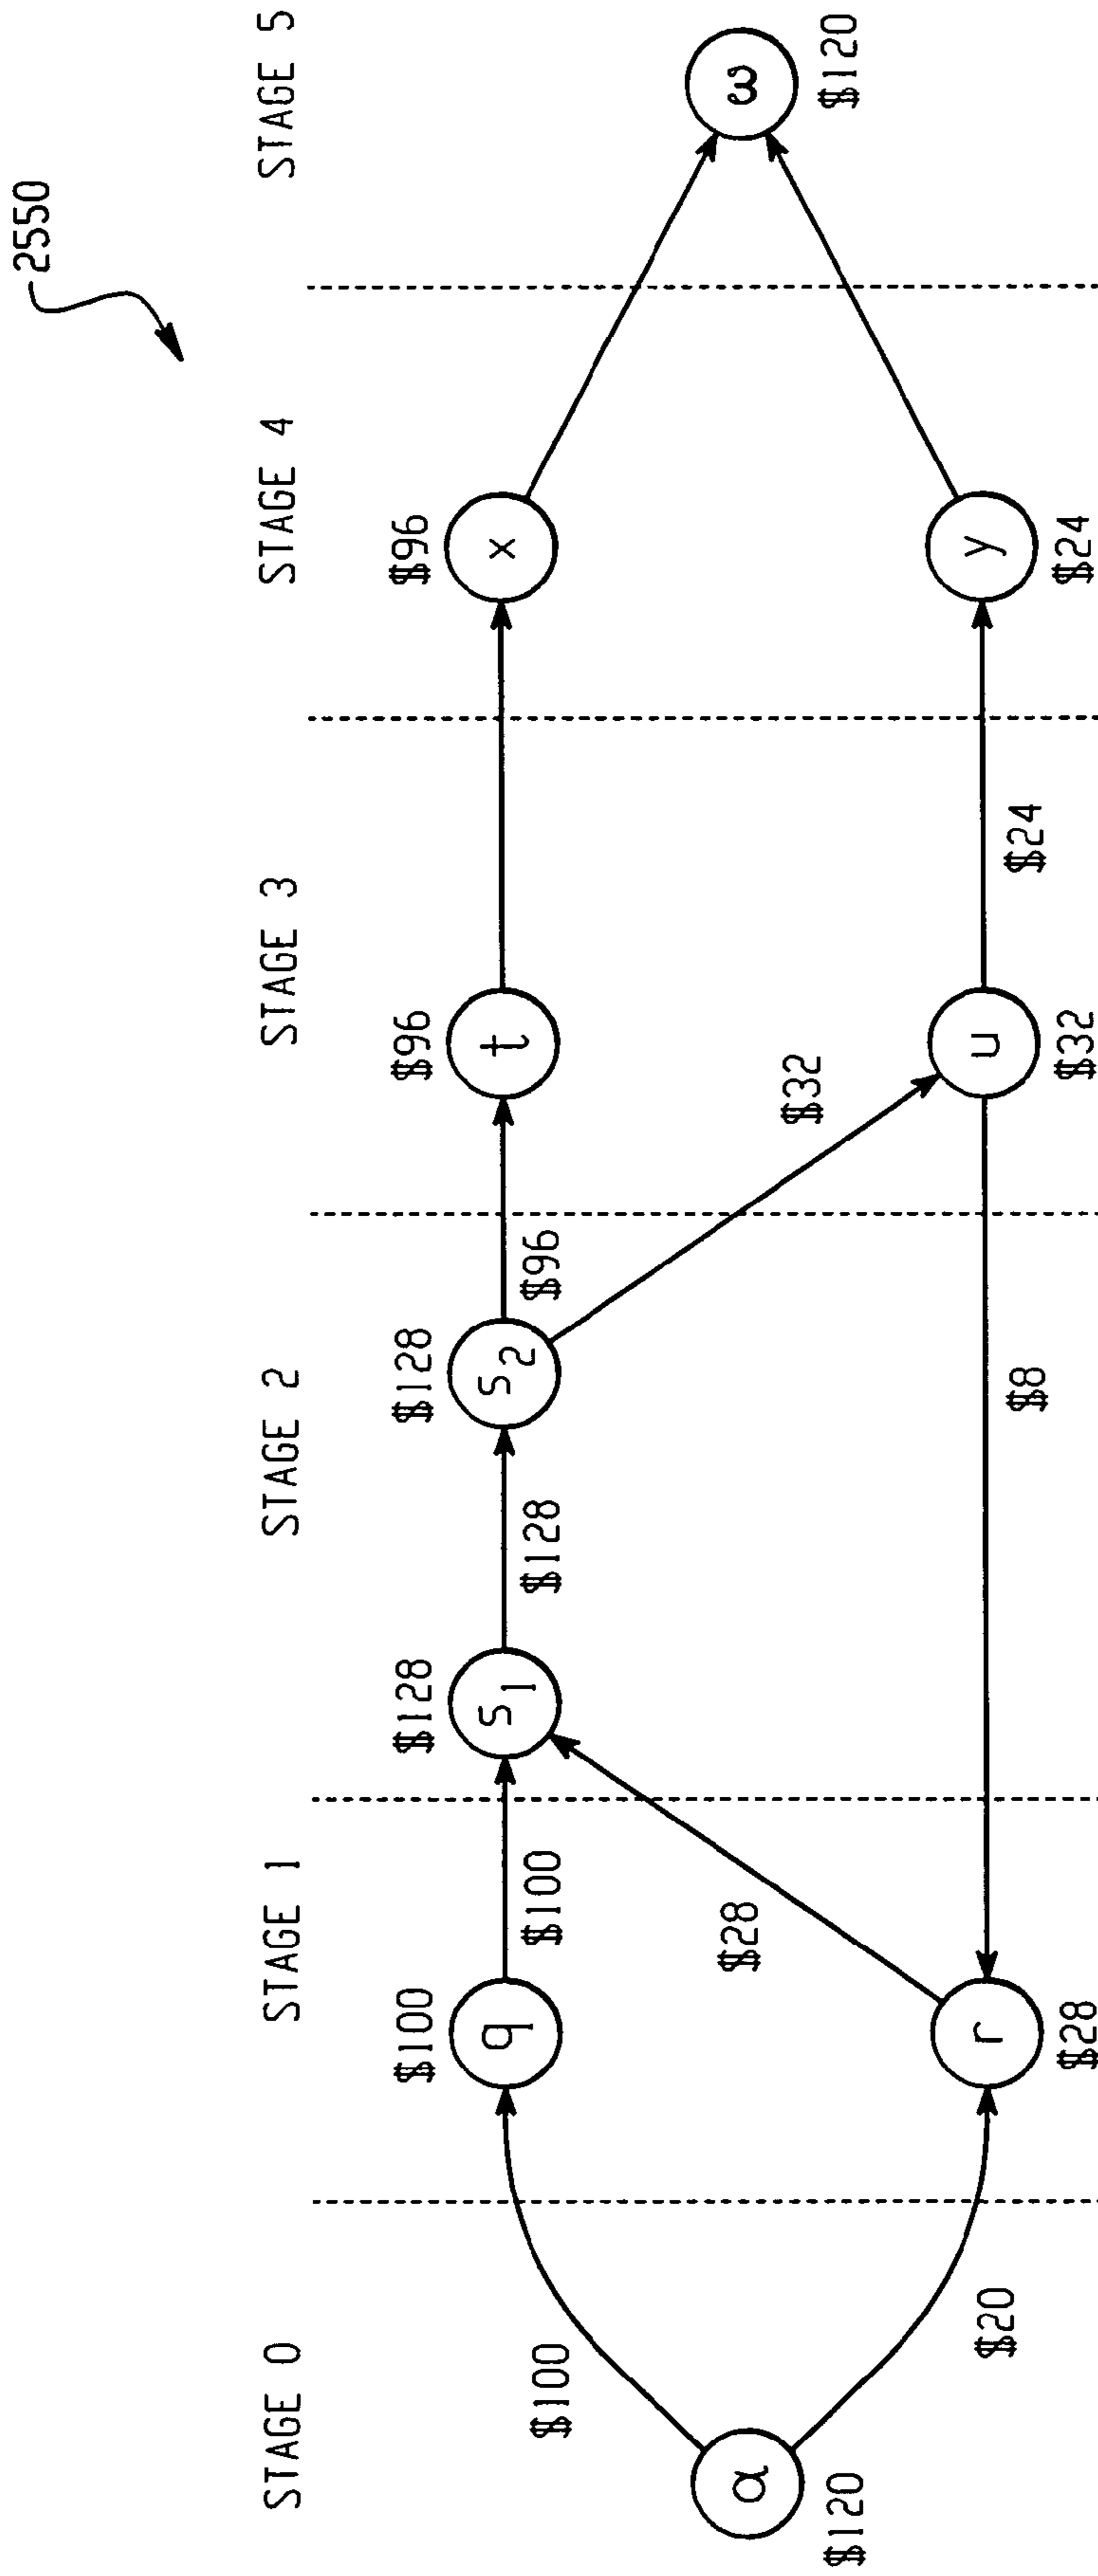 2550
STAGE 0
STAGE 1
STAGE 2
STAGE 3
STAGE 4
STAGE 5
$100
$128
$128
$96
$96
q
s1
s2
t
x
$100
$100
$128
$96
α
$120
$28
$32
ω
$120
$20
r
$28
$8
u
$32
$24
y
$24